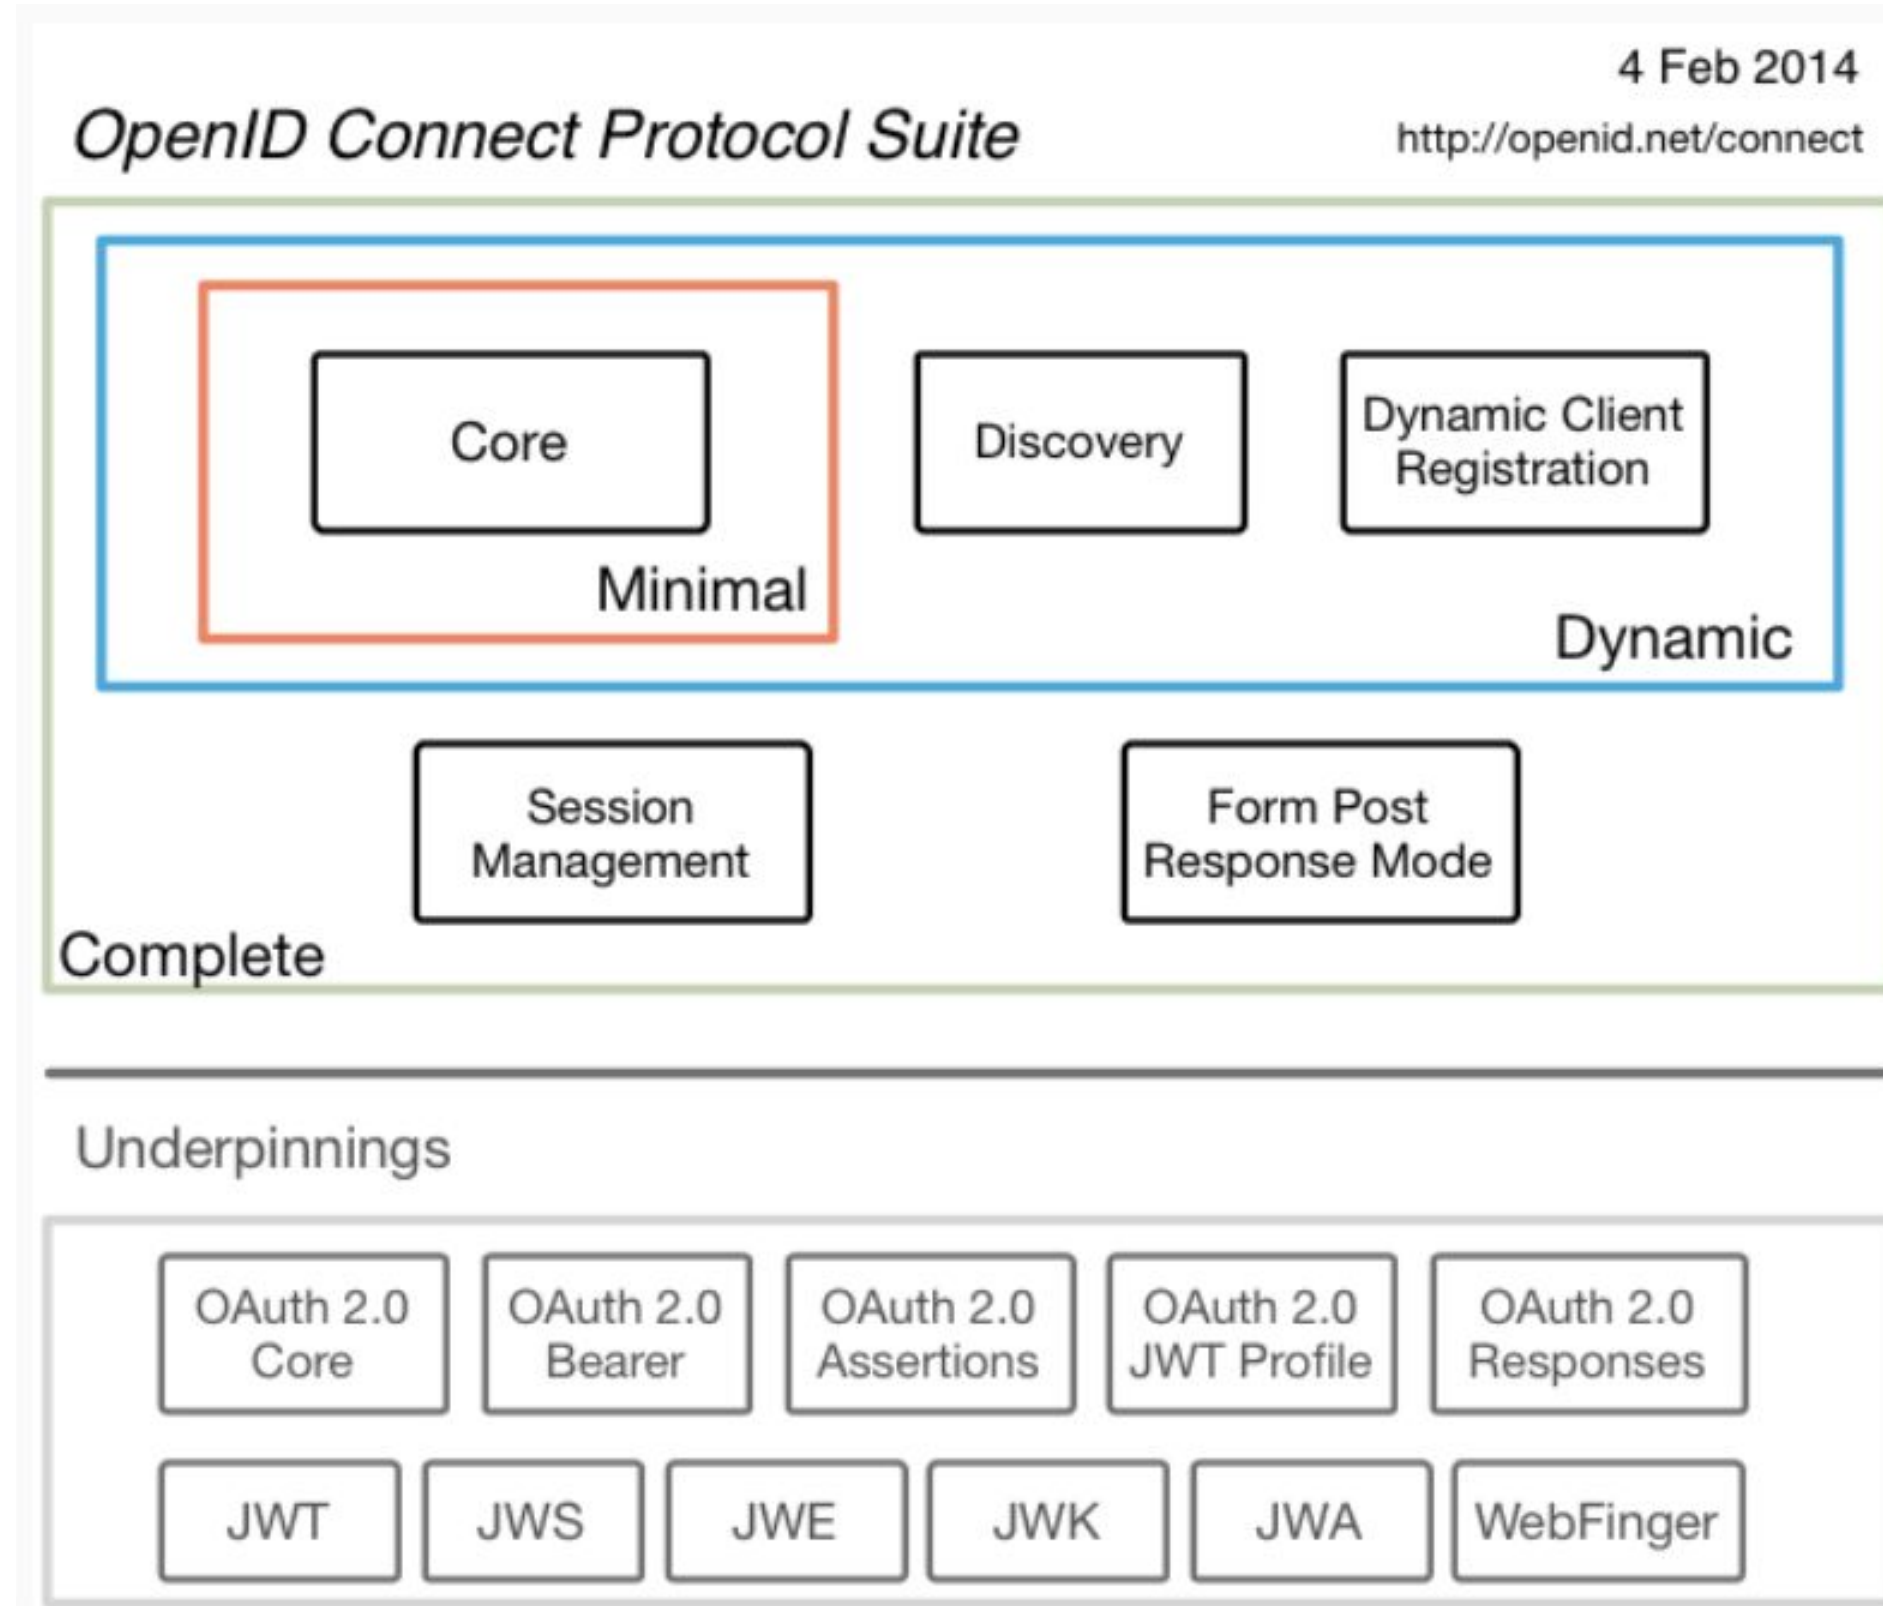 4 Feb 2014
OpenID Connect Protocol Suite
http://openid.net/connect
Core
Discovery
Dynamic Client
Registration
Minimal
Dynamic
Session
Management
Form Post
Response Mode
Complete
Underpinnings
OAuth 2.0
Core
OAuth 2.0
Bearer
OAuth 2.0
Assertions
OAuth 2.0
JWT Profile
OAuth 2.0
Responses
JWT
JWS
JWE
JWK
JWA
WebFinger